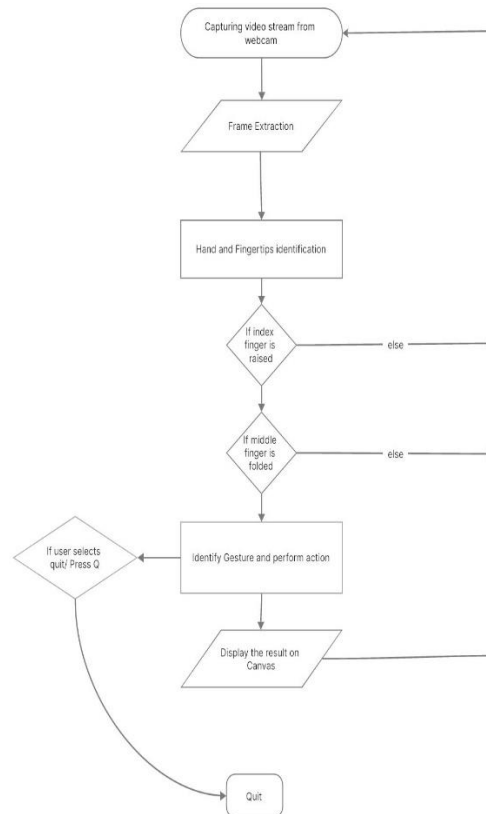 Capturing video stream from
webcam
Frame Extraction
Hand and Fingertips identification
If index
finger is
raised
else
If middle
finger is
folded
else
If user selects
quit/ Press Q
Identify Gesture and perform action
Display the result on
Canvas
Quit